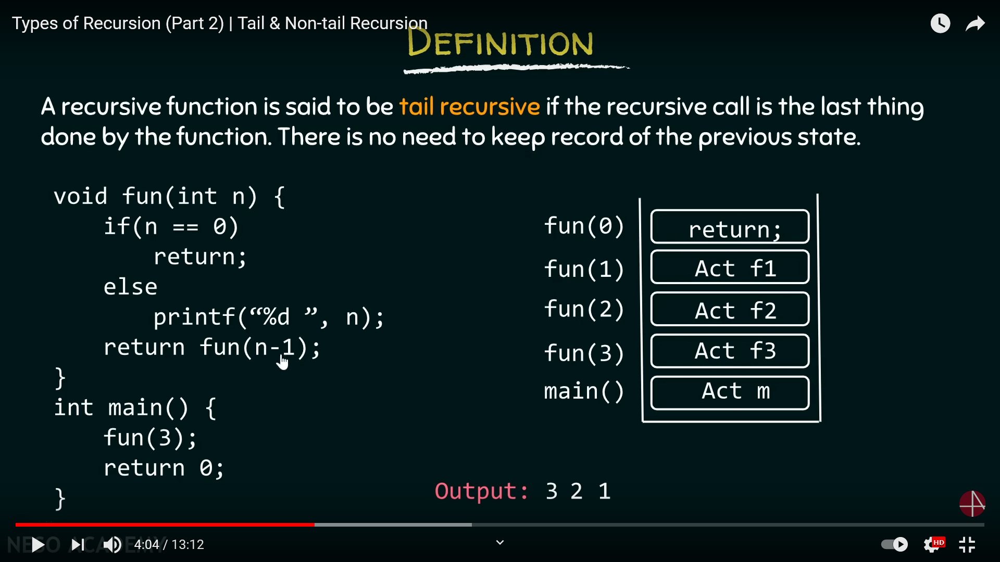 Types of Recursion (Part 2) | Tail & Non-tail Recursion
DEFINITION
A recursive function is said to be tail recursive if the recursive call is the last thing
done by the function. There is no need to keep record of the previous state.
void fun(int n) {
if(n == 0)
return;
else
printf(“%d ”, n);
return fun(n-1);
}
int main() {
fun(3);
return 0;
}
fun(0) return;
fun(1) Act f1
fun(2) Act f2
fun(3) Act f3
main() Act m
Output: 3 2 1
NESO ACADEMY
4:04 / 13:12
HD